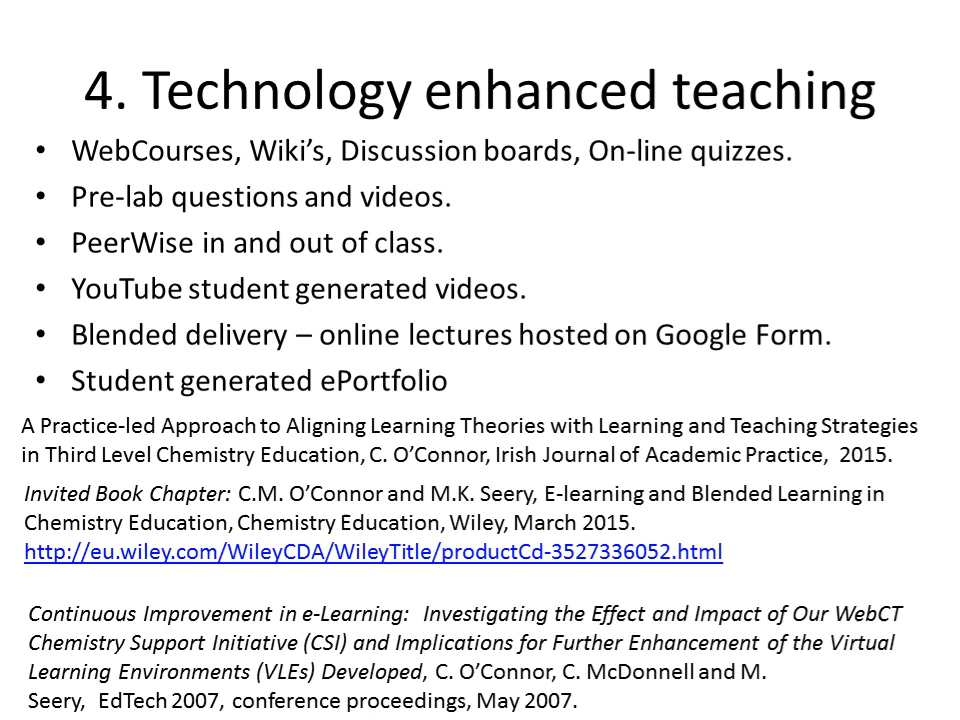 4. Technology enhanced teaching
• WebCourses, Wiki’s, Discussion boards, On-line quizzes.
• Pre-lab questions and videos.
• PeerWise in and out of class.
• YouTube student generated videos.
• Blended delivery – online lectures hosted on Google Form.
• Student generated ePortfolio
A Practice-led Approach to Aligning Learning Theories with Learning and Teaching Strategies
in Third Level Chemistry Education, C. O’Connor, Irish Journal of Academic Practice, 2015.
Invited Book Chapter: C.M. O’Connor and M.K. Seery, E-learning and Blended Learning in
Chemistry Education, Chemistry Education, Wiley, March 2015.
http://eu.wiley.com/WileyCDA/WileyTitle/productCd-3527336052.html
Continuous Improvement in e-Learning: Investigating the Effect and Impact of Our WebCT
Chemistry Support Initiative (CSI) and Implications for Further Enhancement of the Virtual
Learning Environments (VLEs) Developed, C. O’Connor, C. McDonnell and M.
Seery, EdTech 2007, conference proceedings, May 2007.